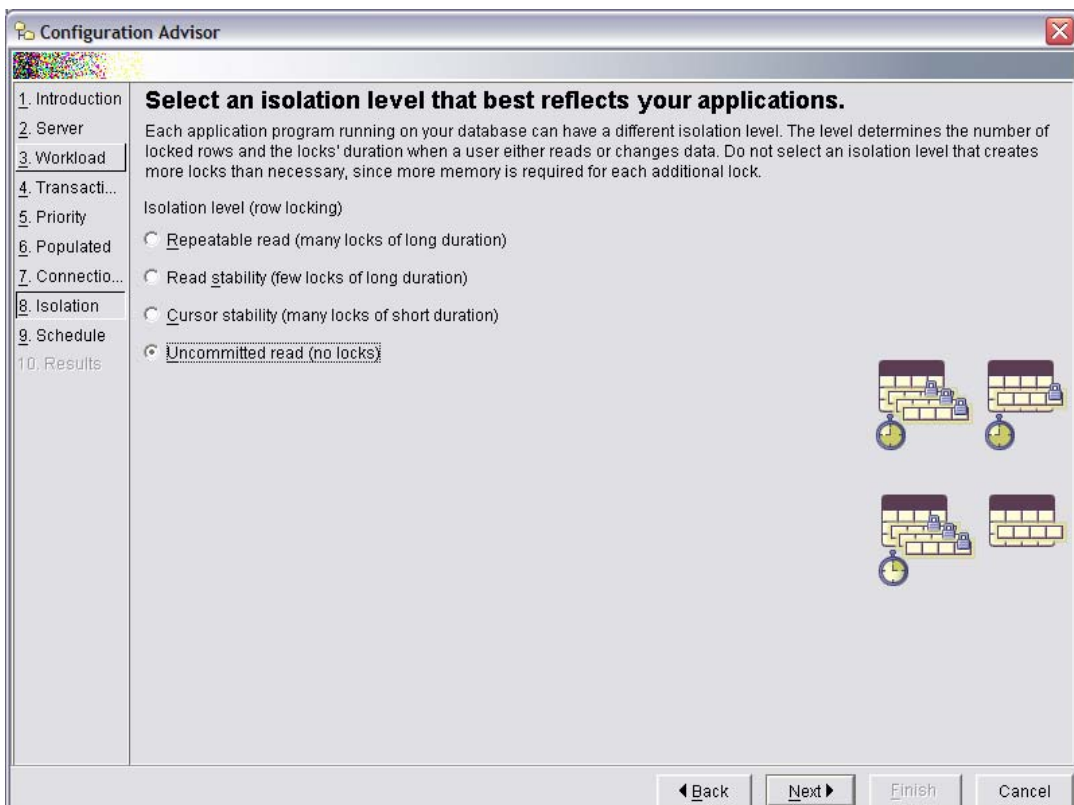 Configuration Advisor
1. Introduction
2. Server
3. Workload
4. Transacti...
5. Priority
6. Populated
7. Connectio...
8. Isolation
9. Schedule
10. Results
Select an isolation level that best reflects your applications.
Each application program running on your database can have a different isolation level. The level determines the number of
locked rows and the locks' duration when a user either reads or changes data. Do not select an isolation level that creates
more locks than necessary, since more memory is required for each additional lock.
Isolation level (row locking)
Repeatable read (many locks of long duration)
Read stability (few locks of long duration)
Cursor stability (many locks of short duration)
Uncommitted read (no locks)
Back
Next
Finish
Cancel